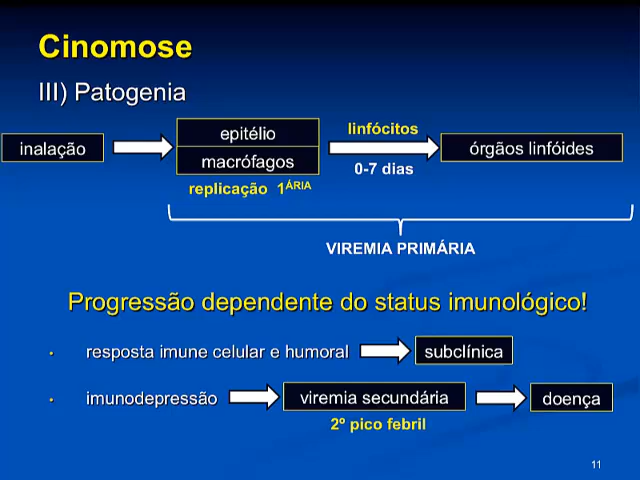 Cinomose
III) Patogenia
inalação
epitélio
macrófagos
replicação 1ÁRIA
linfócitos
0-7 dias
órgãos linfóides
VIREMIA PRIMÁRIA
Progressão dependente do status imunológico!
• resposta imune celular e humoral
subclínica
• imunodepressão
viremia secundária
2º pico febril
doença
11